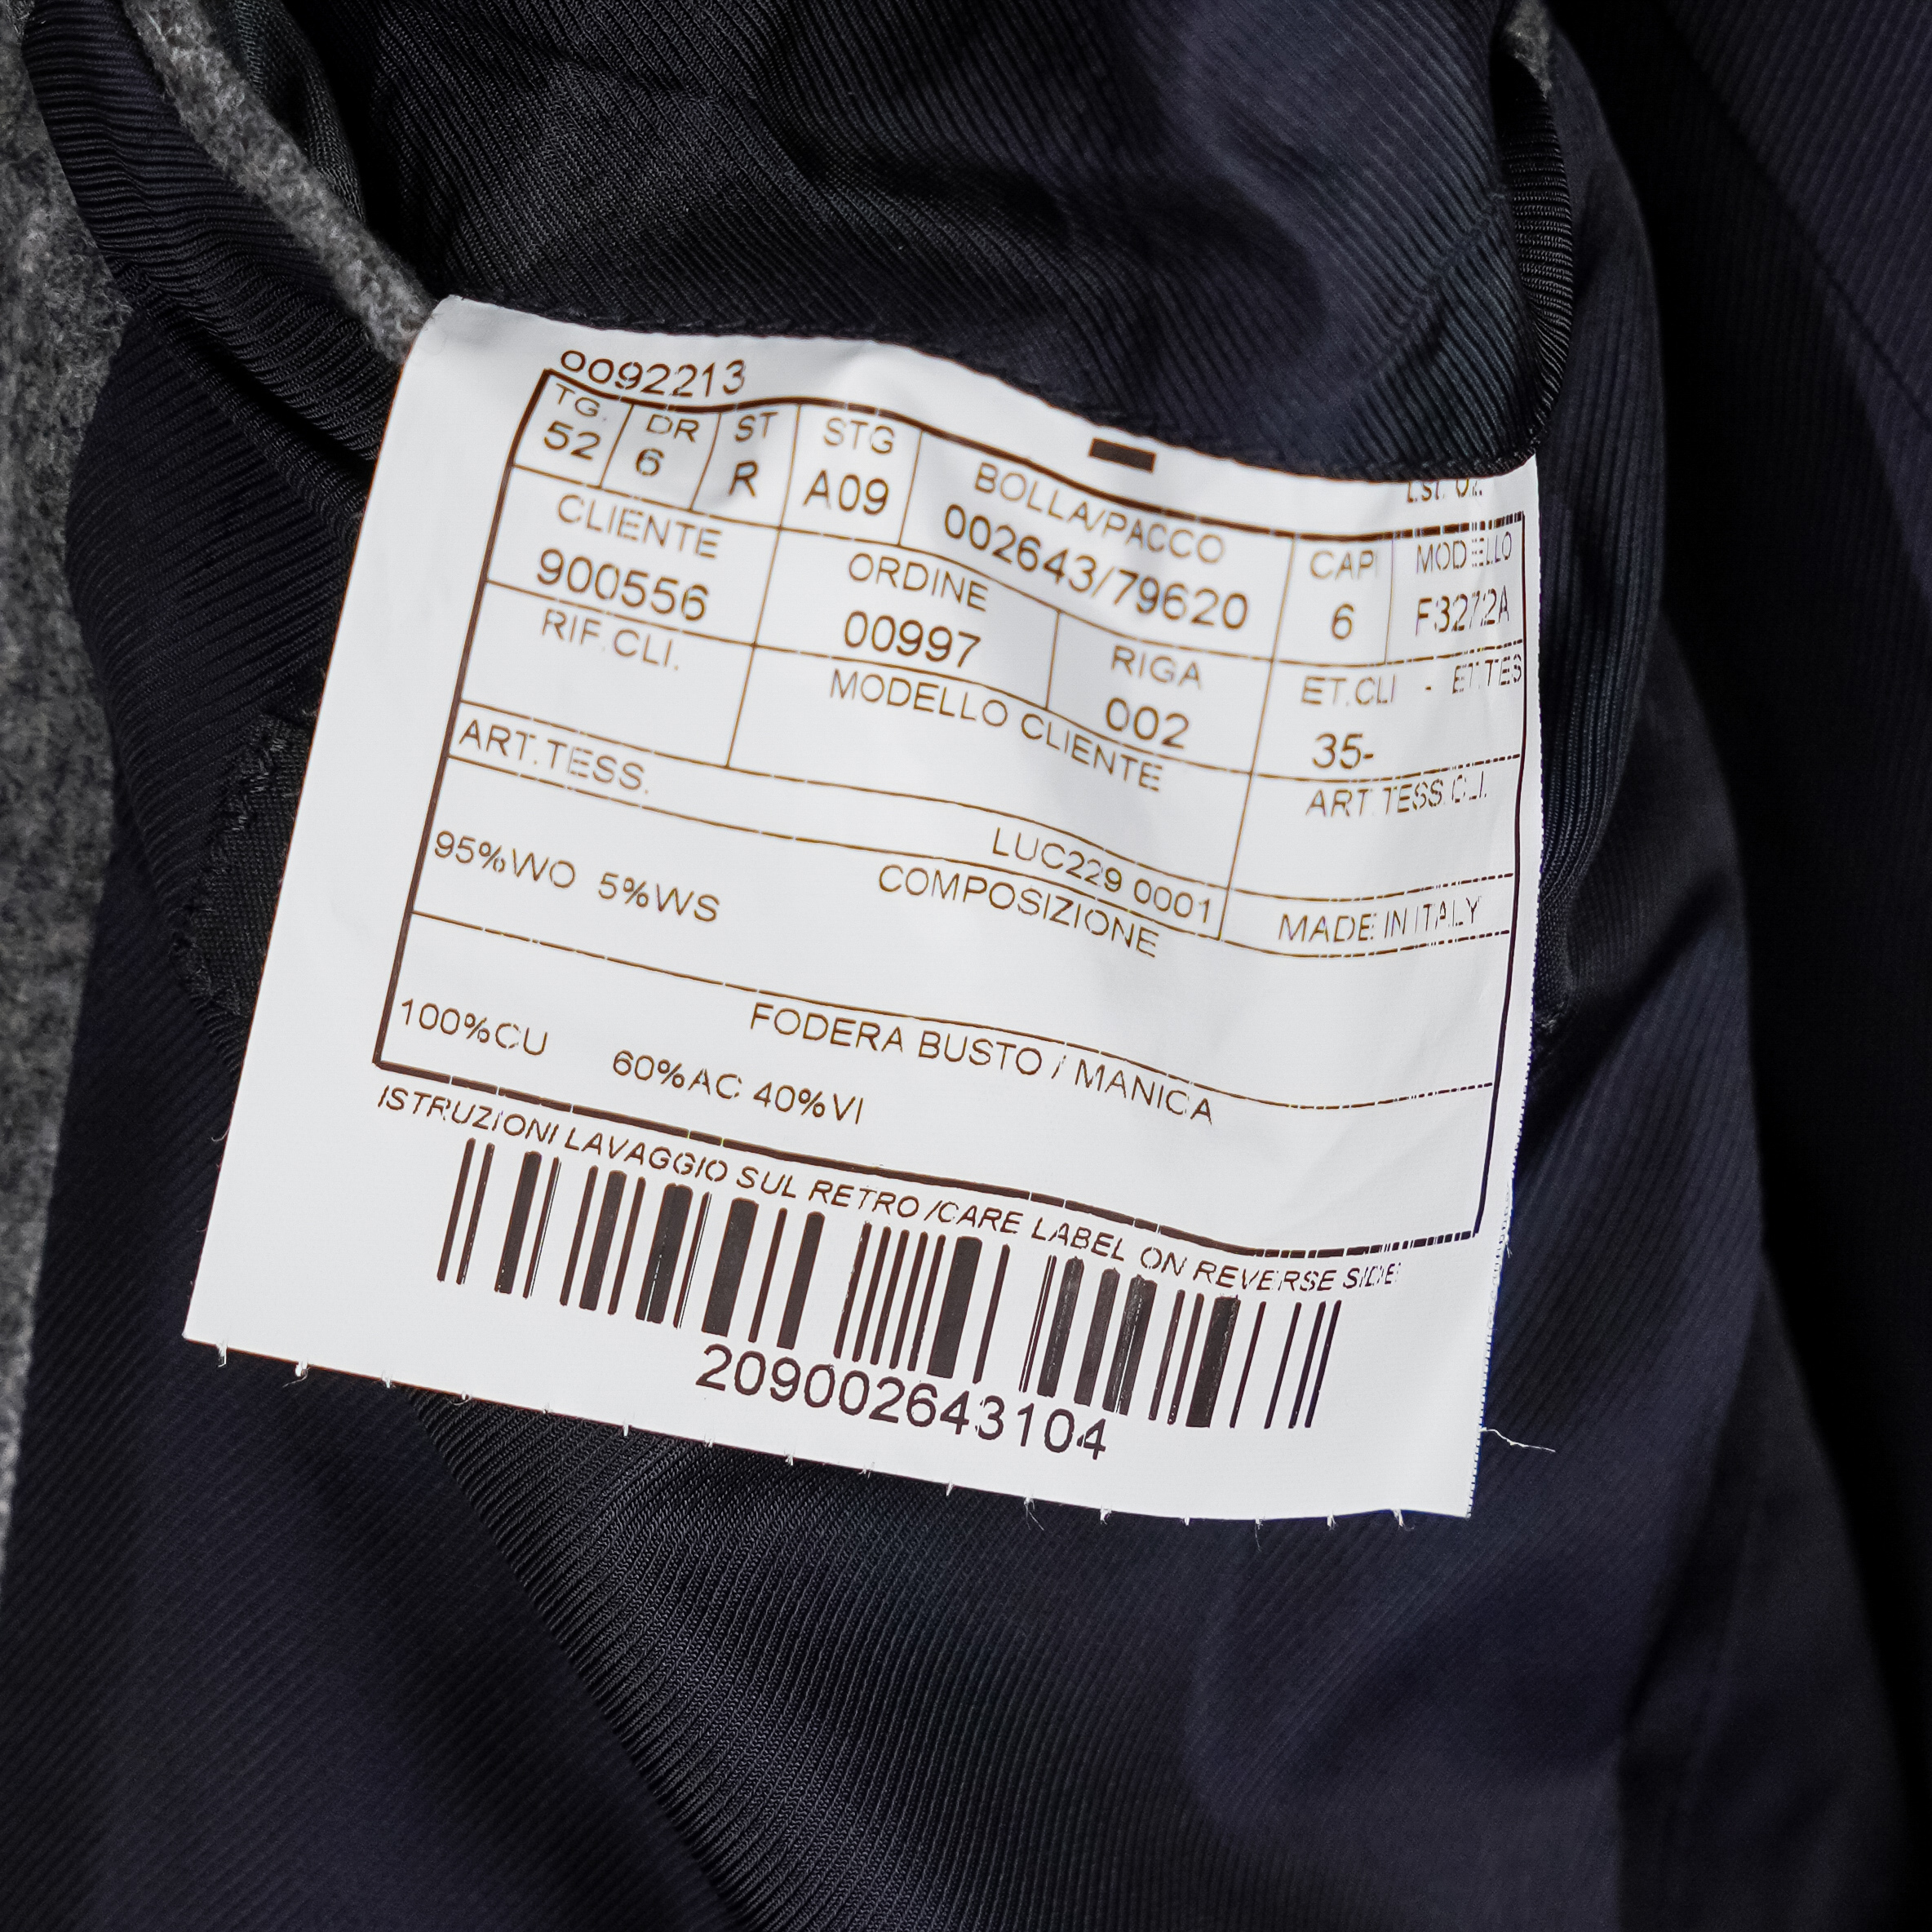 0092213
TG. DR ST STG BOLLA/PACCO CAPI MODELLO
52 6 R A09 002643/79620 6 F3272A
CLIENTE ORDINE RIGA ET.CLI - ET.TES
900556 00997 002 35-
RIF.CLI. MODELLO CLIENTE ART.TESS.CLI.
ART.TESS. LUC229 0001 MADE IN ITALY
COMPOSIZIONE
95%WO 5%WS
FODERA BUSTO / MANICA
100%CU 60%AC 40%VI
ISTRUZIONI LAVAGGIO SUL RETRO /CARE LABEL ON REVERSE SIDE
209002643104